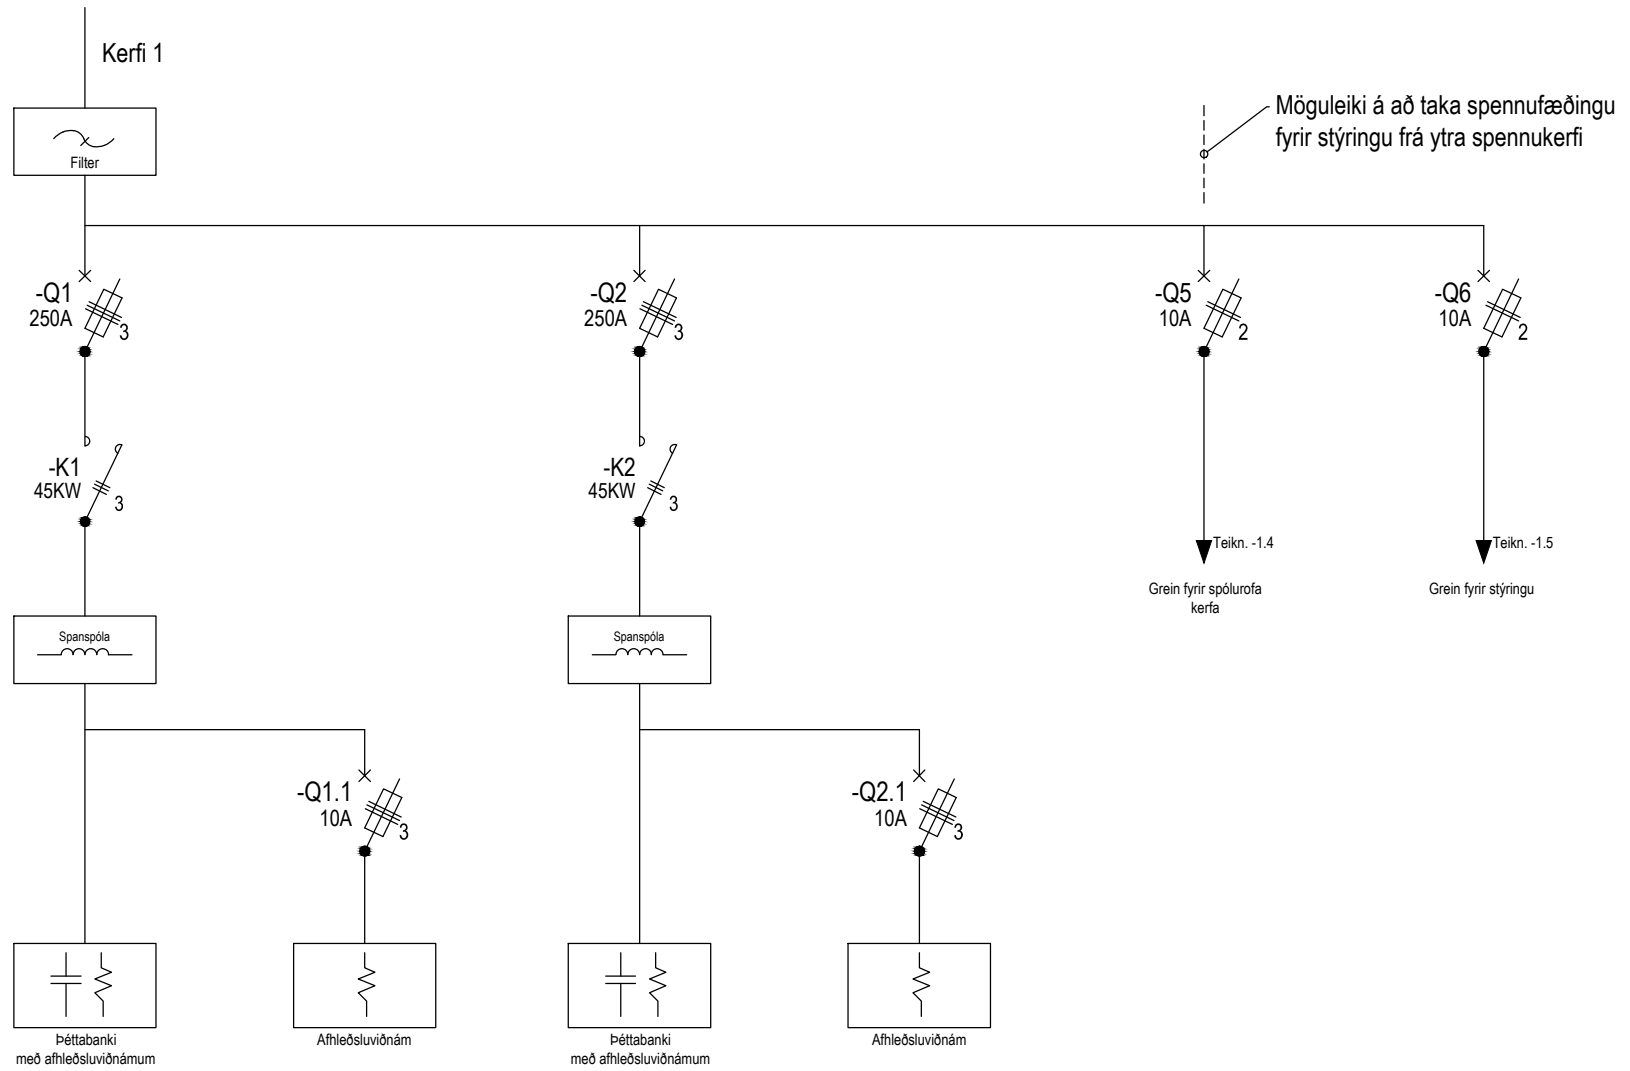 Kerfi 1
Möguleiki á að taka spennufæðingu
fyrir stýringu frá ytra spennukerfi
Filter
-Q1
250A
3
-Q2
250A
3
-Q5
10A
2
-Q6
10A
2
-K1
45KW
3
-K2
45KW
3
Teikn. -1.4
Teikn. -1.5
Grein fyrir spólurofa
kerfa
Grein fyrir stýringu
Spanspóla
Spanspóla
-Q1.1
10A
3
-Q2.1
10A
3
Þéttabanki
með afhleðsluviðnámum
Afhleðsluviðnám
Þéttabanki
með afhleðsluviðnámum
Afhleðsluviðnám